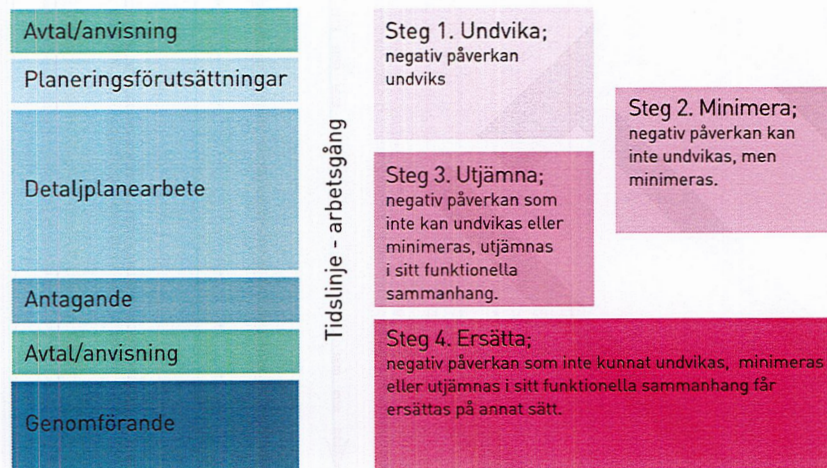 Avtal/anvisning
Planeringsförutsättningar
Detaljplanearbete
Antagande
Avtal/anvisning
Genomförande
Tidslinje - arbetsgång
Steg 1. Undvika;
negativ påverkan
undviks
Steg 2. Minimera;
negativ påverkan kan
inte undvikas, men
minimeras.
Steg 3. Utjämna;
negativ påverkan som
inte kan undvikas eller
minimeras, utjämnas
i sitt funktionella
sammanhang.
Steg 4. Ersätta;
negativ påverkan som inte kunnat undvikas, minimeras
eller utjämnas i sitt funktionella sammanhang får
ersättas på annat sätt.